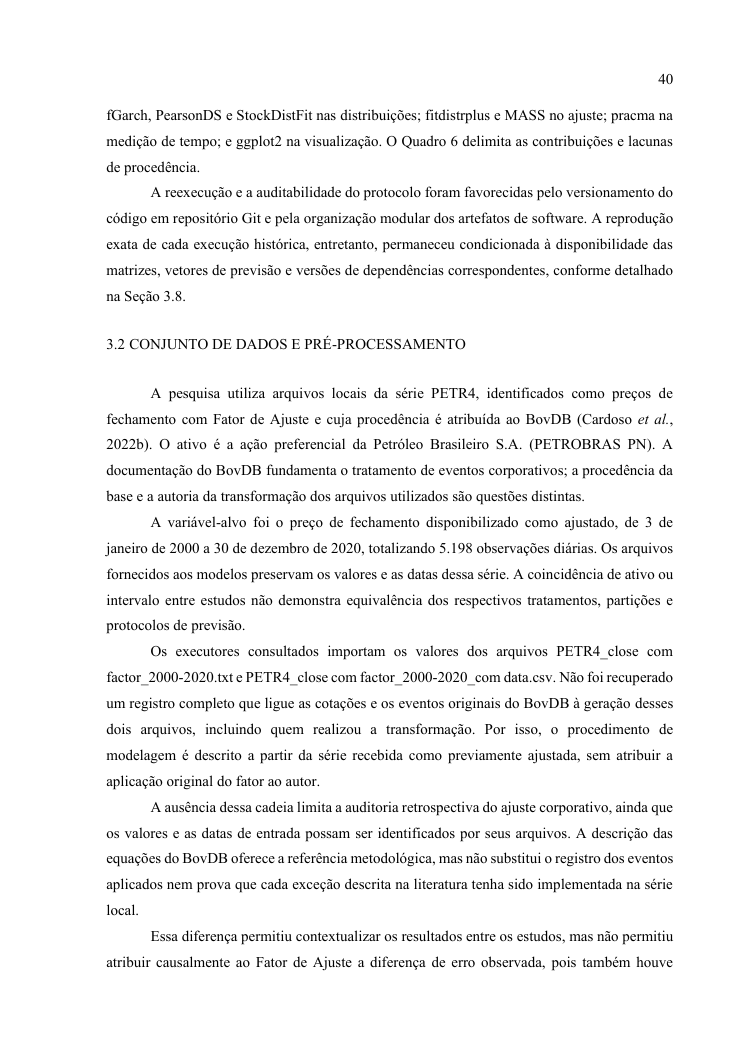 40
fGarch, PearsonDS e StockDistFit nas distribuições; fitdistrplus e MASS no ajuste; pracma na
medição de tempo; e ggplot2 na visualização. O Quadro 6 delimita as contribuições e lacunas
de procedência.
A reexecução e a auditabilidade do protocolo foram favorecidas pelo versionamento do
código em repositório Git e pela organização modular dos artefatos de software. A reprodução
exata de cada execução histórica, entretanto, permaneceu condicionada à disponibilidade das
matrizes, vetores de previsão e versões de dependências correspondentes, conforme detalhado
na Seção 3.8.
3.2 CONJUNTO DE DADOS E PRÉ-PROCESSAMENTO
A pesquisa utiliza arquivos locais da série PETR4, identificados como preços de
fechamento com Fator de Ajuste e cuja procedência é atribuída ao BovDB (Cardoso et al.,
2022b). O ativo é a ação preferencial da Petróleo Brasileiro S.A. (PETROBRAS PN). A
documentação do BovDB fundamenta o tratamento de eventos corporativos; a procedência da
base e a autoria da transformação dos arquivos utilizados são questões distintas.
A variável-alvo foi o preço de fechamento disponibilizado como ajustado, de 3 de
janeiro de 2000 a 30 de dezembro de 2020, totalizando 5.198 observações diárias. Os arquivos
fornecidos aos modelos preservam os valores e as datas dessa série. A coincidência de ativo ou
intervalo entre estudos não demonstra equivalência dos respectivos tratamentos, partições e
protocolos de previsão.
Os executores consultados importam os valores dos arquivos PETR4_close com
factor_2000-2020.txt e PETR4_close com factor_2000-2020_com data.csv. Não foi recuperado
um registro completo que ligue as cotações e os eventos originais do BovDB à geração desses
dois arquivos, incluindo quem realizou a transformação. Por isso, o procedimento de
modelagem é descrito a partir da série recebida como previamente ajustada, sem atribuir a
aplicação original do fator ao autor.
A ausência dessa cadeia limita a auditoria retrospectiva do ajuste corporativo, ainda que
os valores e as datas de entrada possam ser identificados por seus arquivos. A descrição das
equações do BovDB oferece a referência metodológica, mas não substitui o registro dos eventos
aplicados nem prova que cada exceção descrita na literatura tenha sido implementada na série
local.
Essa diferença permitiu contextualizar os resultados entre os estudos, mas não permitiu
atribuir causalmente ao Fator de Ajuste a diferença de erro observada, pois também houve